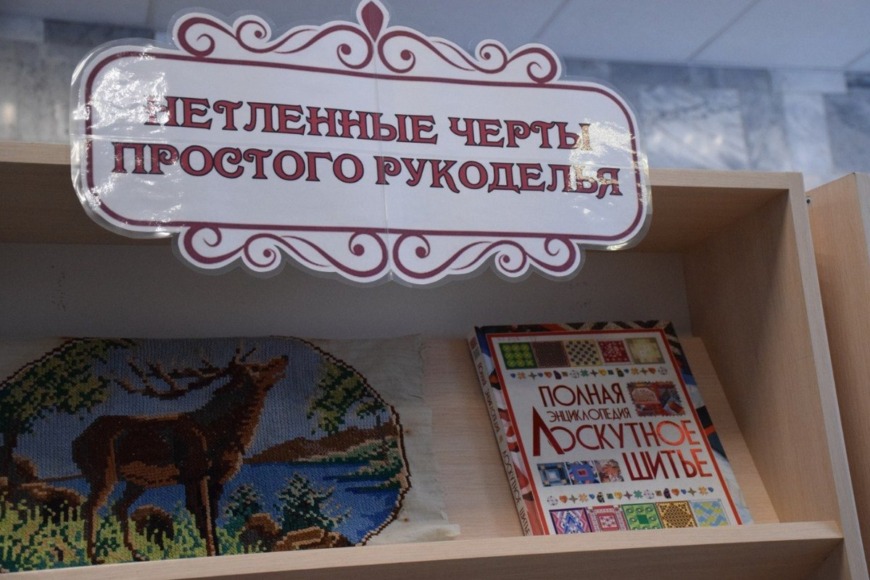 НЕТЛЕННЫЕ ЧЕРТЫ
ПРОСТОГО РУКОДЕЛЬЯ
ПОЛНАЯ
ЭНЦИКЛОПЕДИЯ
ЛОСКУТНОЕ
ШИТЬЕ